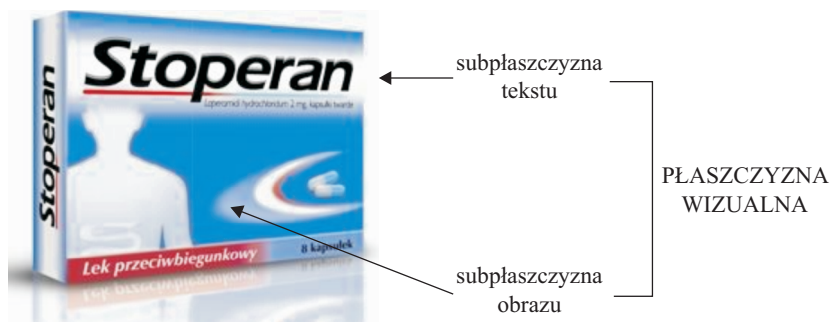 Stoperan
Loperamidi hydrochloridum 2 mg, kapsułki twarde
Stoperan
Lek przeciwbiegunkowy
8 kapsułek
subpłaszczyzna
tekstu
PŁASZCZYZNA
WIZUALNA
subpłaszczyzna
obrazu